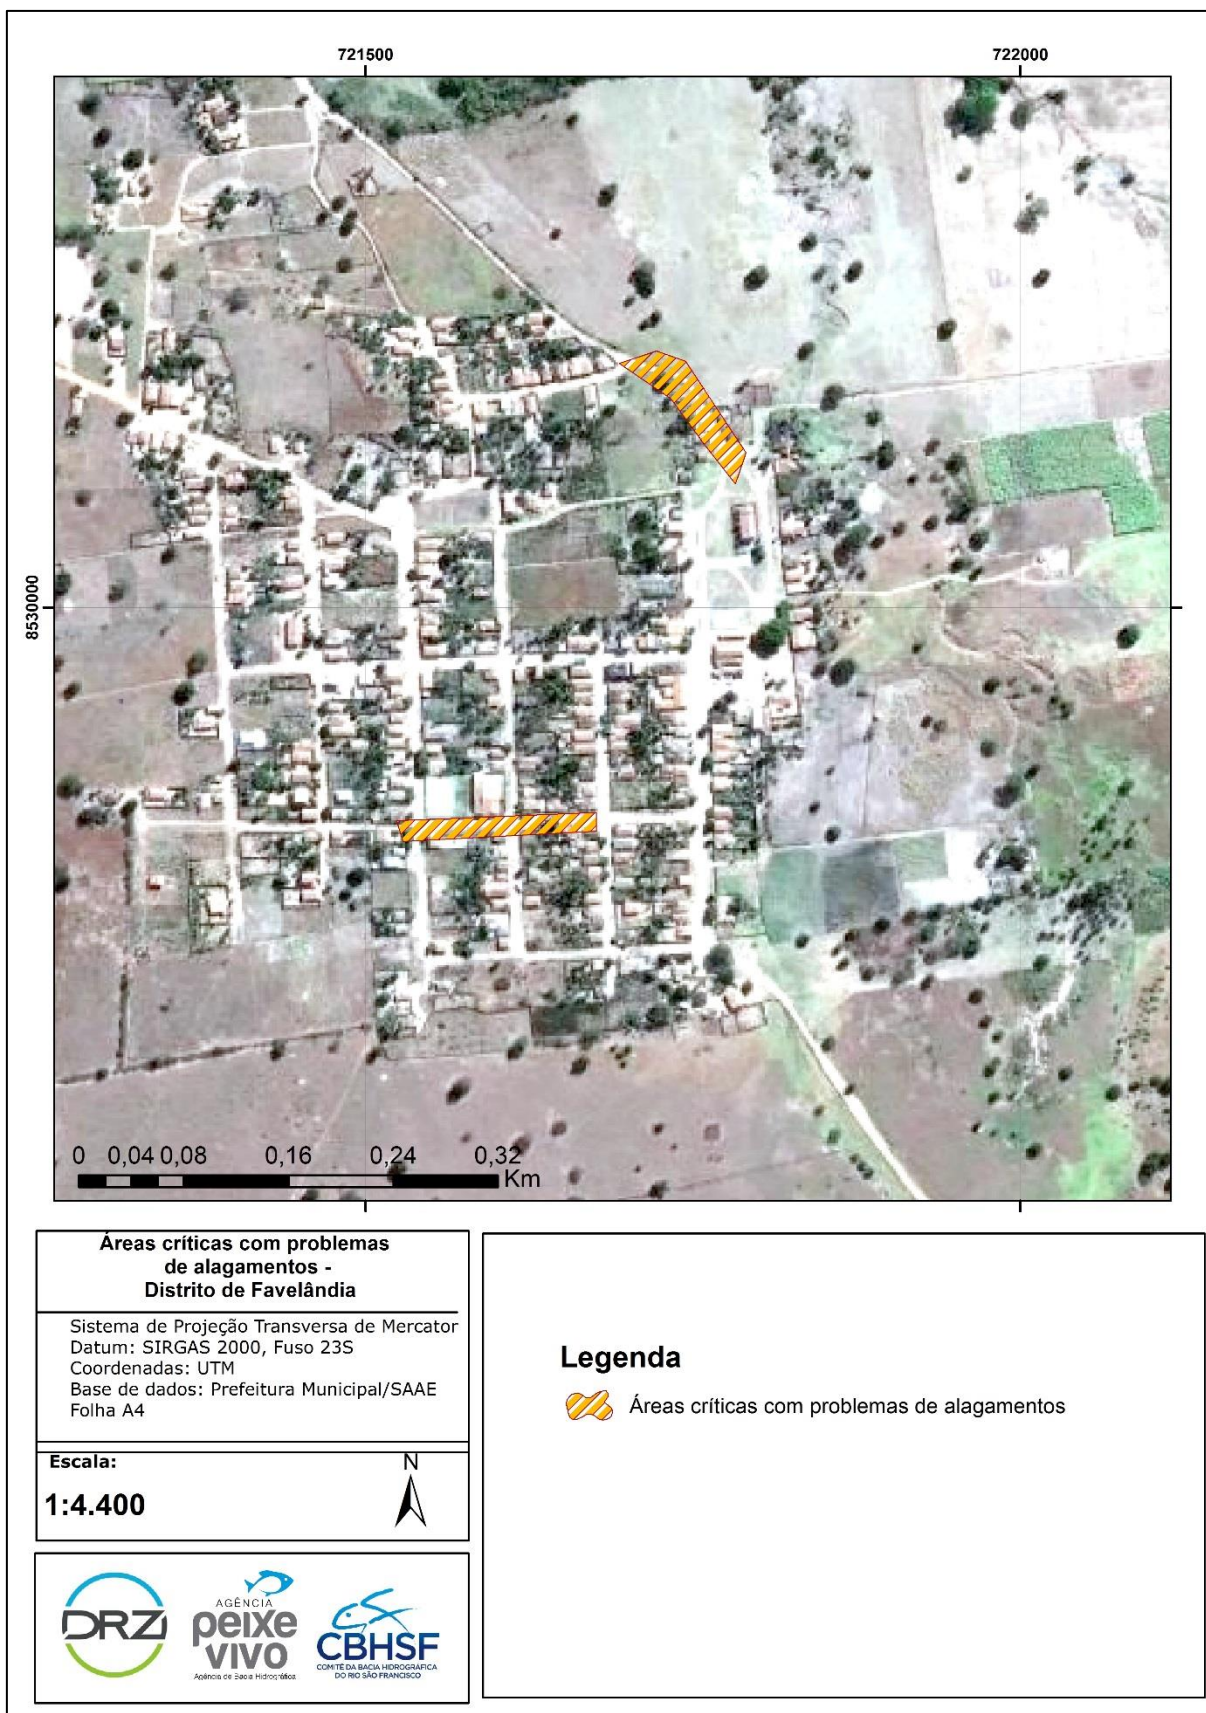 721500
722000
8530000
0 0,04 0,08 0,16 0,24 0,32
Km
Áreas críticas com problemas
de alagamentos -
Distrito de Favelândia
Sistema de Projeção Transversa de Mercator
Datum: SIRGAS 2000, Fuso 23S
Coordenadas: UTM
Base de dados: Prefeitura Municipal/SAAE
Folha A4
Escala:
N
1:4.400
DRZ
AGÊNCIA
peixe
vivo
Agência de Bacia Hidrográfica
CBHSF
COMITÊ DA BACIA HIDROGRÁFICA
DO RIO SÃO FRANCISCO
Legenda
Áreas críticas com problemas de alagamentos